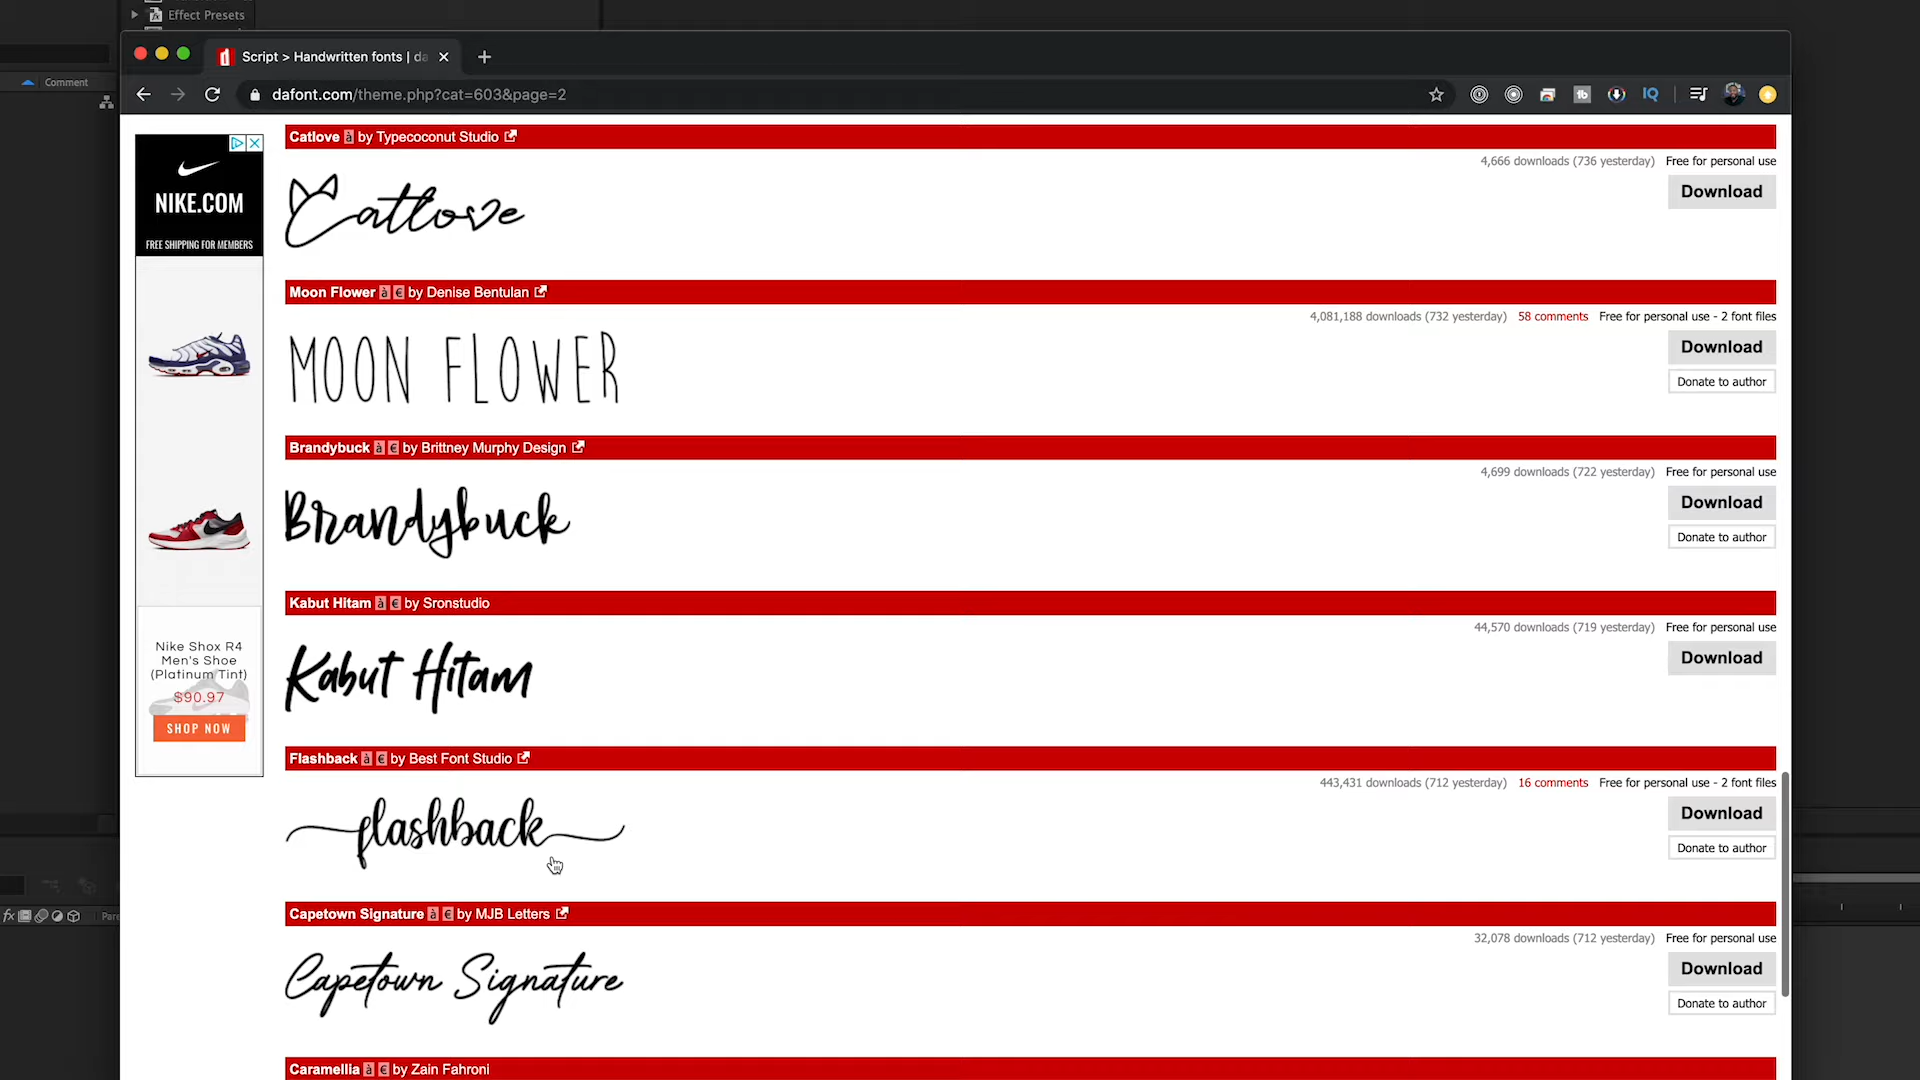 Effect Presets
Script > Handwritten fonts | da
Comment
dafont.com/theme.php?cat=603&page=2
Catlove à by Typecoconut Studio
4,666 downloads (736 yesterday) Free for personal use
Catlove
Download
NIKE.COM
FREE SHIPPING FOR MEMBERS
Moon Flower à € by Denise Bentulan
4,081,188 downloads (732 yesterday) 58 comments Free for personal use - 2 font files
MOON FLOWER
Download
Donate to author
Brandybuck à € by Brittney Murphy Design
4,699 downloads (722 yesterday) Free for personal use
Brandybuck
Download
Donate to author
Kabut Hitam à € by Sronstudio
44,570 downloads (719 yesterday) Free for personal use
Kabut Hitam
Download
Nike Shox R4
Men's Shoe
(Platinum Tint)
$90.97
SHOP NOW
Flashback à € by Best Font Studio
443,431 downloads (712 yesterday) 16 comments Free for personal use - 2 font files
flashback
Download
Donate to author
Capetown Signature à € by MJB Letters
32,078 downloads (712 yesterday) Free for personal use
Capetown Signature
Download
Donate to author
Caramellia à € by Zain Fahroni
fx
Pare